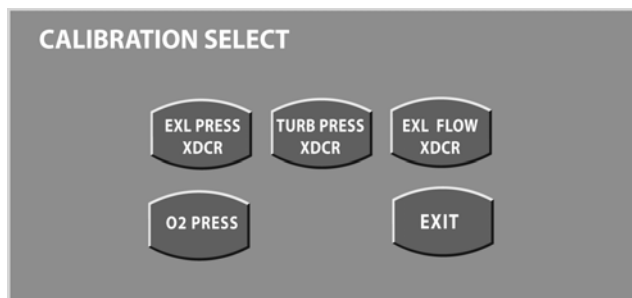 CALIBRATION SELECT
EXL PRESS
XDCR
TURB PRESS
XDCR
EXL FLOW
XDCR
O2 PRESS
EXIT